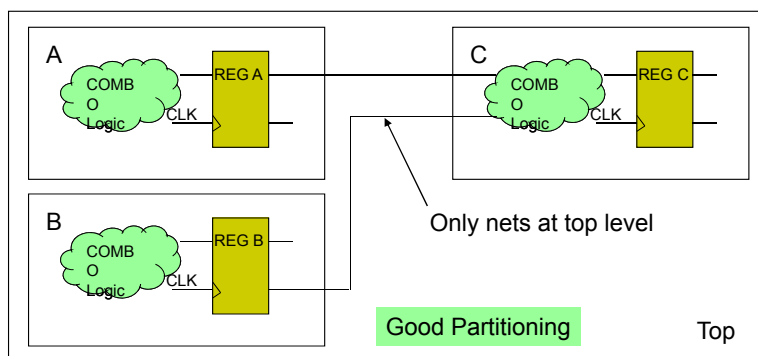 A
COMB
O
Logic
CLK
REG A
C
COMB
O
Logic
CLK
REG C
B
COMB
O
Logic
CLK
REG B
Only nets at top level
Good Partitioning
Top